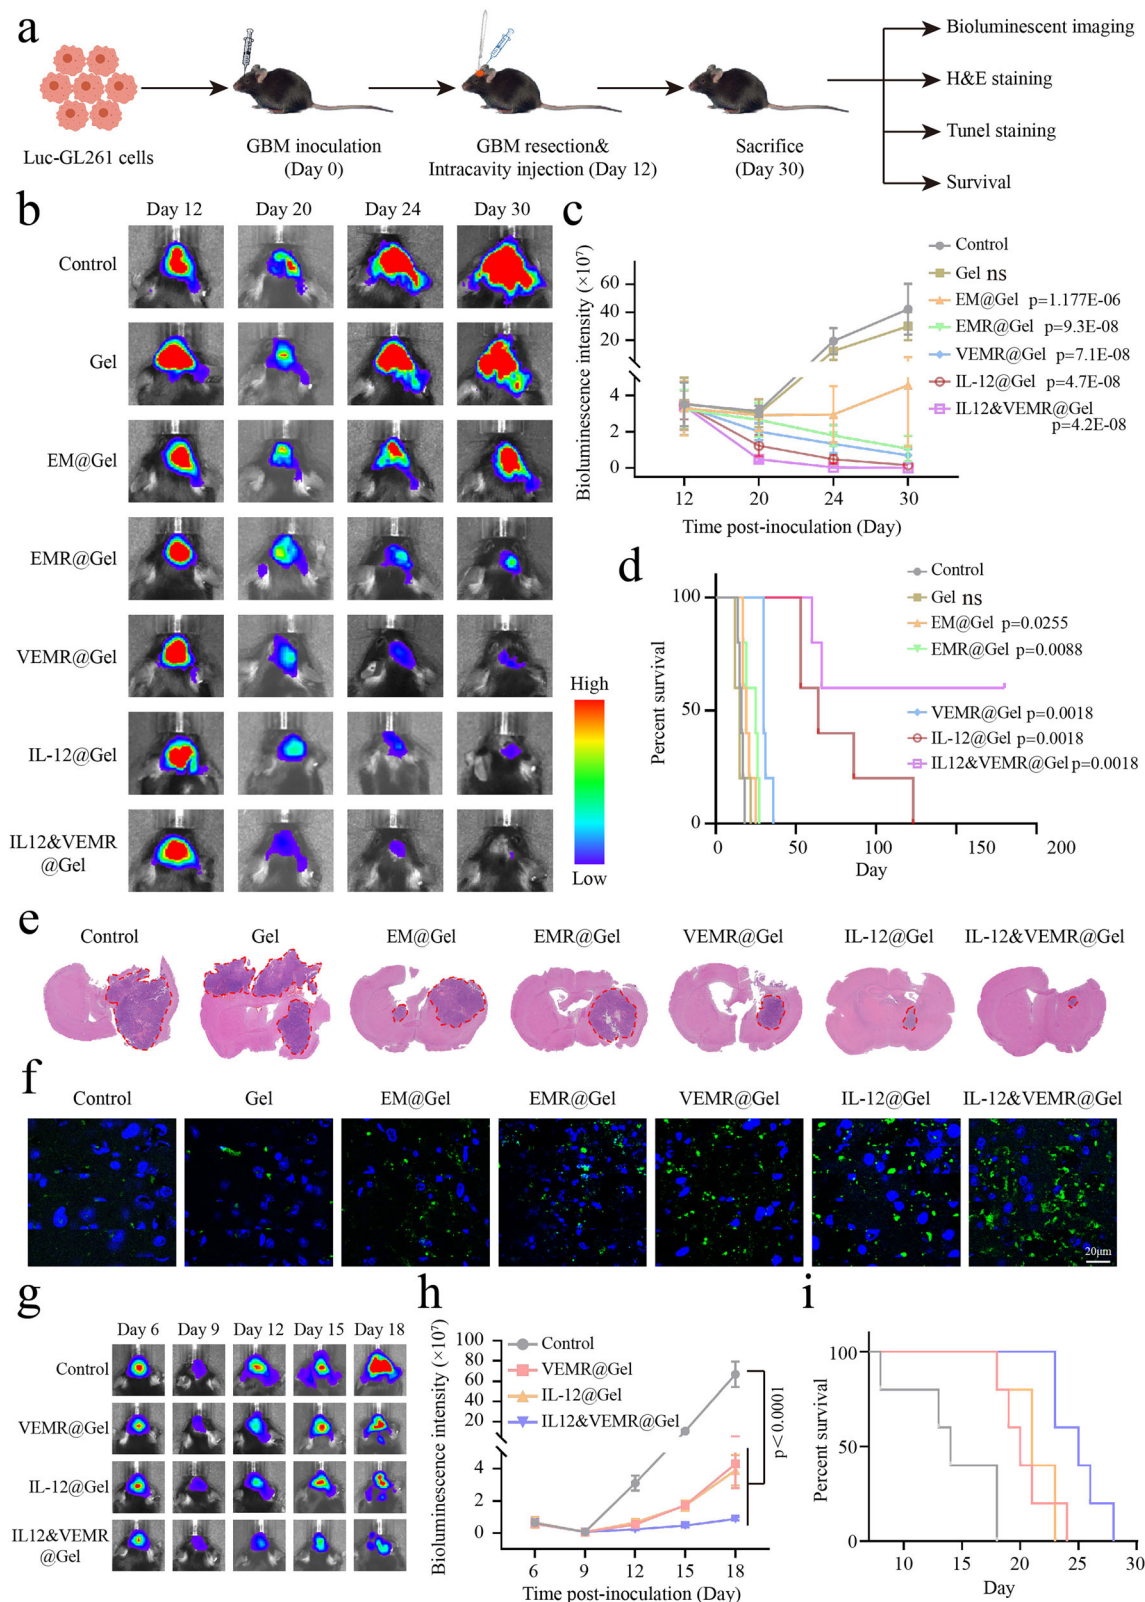 a
Luc-GL261 cells
GBM inoculation
(Day 0)
GBM resection&
Intracavity injection (Day 12)
Sacrifice
(Day 30)
Bioluminescent imaging
H&E staining
Tunel staining
Survival
b
Day 12 Day 20 Day 24 Day 30
Control
Gel
EM@Gel
EMR@Gel
VEMR@Gel
IL-12@Gel
IL12&VEMR
@Gel
High
Low
c
Bioluminescence intensity (×10⁷)
60
40
20
4
2
0
12 20 24 30
Time post-inoculation (Day)
Control
Gel ns
EM@Gel p=1.177E-06
EMR@Gel p=9.3E-08
VEMR@Gel p=7.1E-08
IL-12@Gel p=4.7E-08
IL12&VEMR@Gel
p=4.2E-08
d
Percent survival
100
50
0
0 50 100 150 200
Day
Control
Gel ns
EM@Gel p=0.0255
EMR@Gel p=0.0088
VEMR@Gel p=0.0018
IL-12@Gel p=0.0018
IL12&VEMR@Gel p=0.0018
e
Control Gel EM@Gel EMR@Gel VEMR@Gel IL-12@Gel IL-12&VEMR@Gel
f
Control Gel EM@Gel EMR@Gel VEMR@Gel IL-12@Gel IL-12&VEMR@Gel
20μm
g
Day 6 Day 9 Day 12 Day 15 Day 18
Control
VEMR@Gel
IL-12@Gel
IL12&VEMR
@Gel
h
Bioluminescence intensity (×10⁷)
100
80
60
40
20
4
2
0
6 9 12 15 18
Time post-inoculation (Day)
Control
VEMR@Gel
IL-12@Gel
IL12&VEMR@Gel
p<0.0001
i
Percent survival
100
50
0
10 15 20 25 30
Day